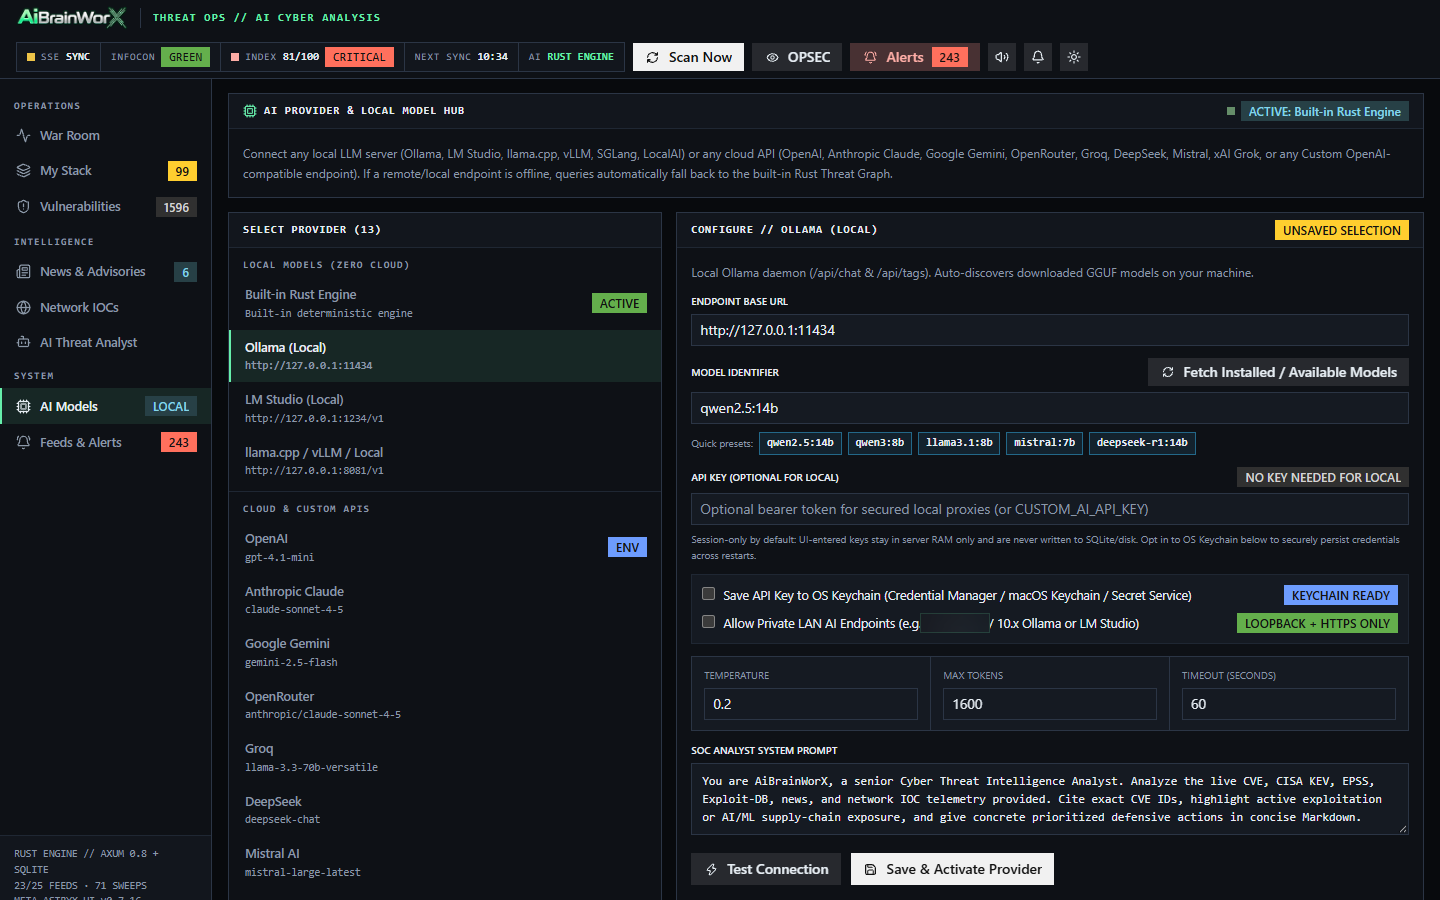 AiBrainWorX
THREAT OPS // AI CYBER ANALYSIS
SSE SYNC
INFOCON GREEN
INDEX 81/100 CRITICAL
NEXT SYNC 10:34
AI RUST ENGINE
Scan Now
OPSEC
Alerts 243
OPERATIONS
War Room
My Stack 99
Vulnerabilities 1596
INTELLIGENCE
News & Advisories 6
Network IOCs
AI Threat Analyst
SYSTEM
AI Models LOCAL
Feeds & Alerts 243
RUST ENGINE // AXUM 0.8 +
SQLITE
23/25 FEEDS · 71 SWEEPS
AI PROVIDER & LOCAL MODEL HUB
ACTIVE: Built-in Rust Engine
Connect any local LLM server (Ollama, LM Studio, llama.cpp, vLLM, SGLang, LocalAI) or any cloud API (OpenAI, Anthropic Claude, Google Gemini, OpenRouter, Groq, DeepSeek, Mistral, xAI Grok, or any Custom OpenAI-
compatible endpoint). If a remote/local endpoint is offline, queries automatically fall back to the built-in Rust Threat Graph.
SELECT PROVIDER (13)
LOCAL MODELS (ZERO CLOUD)
Built-in Rust Engine
Built-in deterministic engine
ACTIVE
Ollama (Local)
http://127.0.0.1:11434
LM Studio (Local)
http://127.0.0.1:1234/v1
llama.cpp / vLLM / Local
http://127.0.0.1:8081/v1
CLOUD & CUSTOM APIS
OpenAI
gpt-4.1-mini
ENV
Anthropic Claude
claude-sonnet-4-5
Google Gemini
gemini-2.5-flash
OpenRouter
anthropic/claude-sonnet-4-5
Groq
llama-3.3-70b-versatile
DeepSeek
deepseek-chat
Mistral AI
mistral-large-latest
CONFIGURE // OLLAMA (LOCAL)
UNSAVED SELECTION
Local Ollama daemon (/api/chat & /api/tags). Auto-discovers downloaded GGUF models on your machine.
ENDPOINT BASE URL
http://127.0.0.1:11434
MODEL IDENTIFIER
Fetch Installed / Available Models
qwen2.5:14b
Quick presets: qwen2.5:14b qwen3:8b llama3.1:8b mistral:7b deepseek-r1:14b
API KEY (OPTIONAL FOR LOCAL)
NO KEY NEEDED FOR LOCAL
Optional bearer token for secured local proxies (or CUSTOM_AI_API_KEY)
Session-only by default: UI-entered keys stay in server RAM only and are never written to SQLite/disk. Opt in to OS Keychain below to securely persist credentials
across restarts.
Save API Key to OS Keychain (Credential Manager / macOS Keychain / Secret Service)
KEYCHAIN READY
Allow Private LAN AI Endpoints (e.g. / 10.x Ollama or LM Studio)
LOOPBACK + HTTPS ONLY
TEMPERATURE
0.2
MAX TOKENS
1600
TIMEOUT (SECONDS)
60
SOC ANALYST SYSTEM PROMPT
You are AiBrainWorX, a senior Cyber Threat Intelligence Analyst. Analyze the live CVE, CISA KEV, EPSS,
Exploit-DB, news, and network IOC telemetry provided. Cite exact CVE IDs, highlight active exploitation
or AI/ML supply-chain exposure, and give concrete prioritized defensive actions in concise Markdown.
Test Connection
Save & Activate Provider